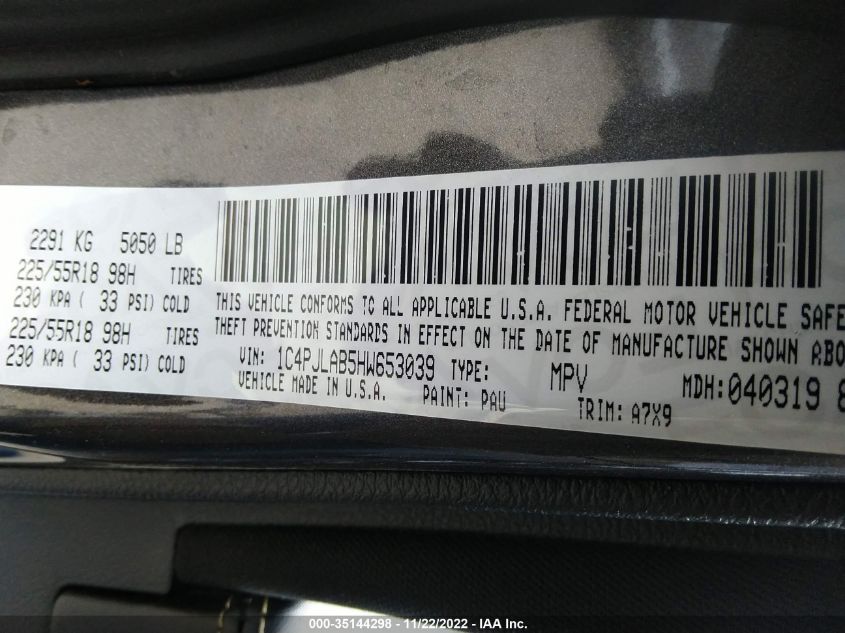 2291 KG 5050 LB
225/55R18 98H TIRES
230 KPA ( 33 PSI) COLD
225/55R18 98H TIRES
230 KPA ( 33 PSI) COLD
THIS VEHICLE CONFORMS TO ALL APPLICABLE U.S.A. FEDERAL MOTOR VEHICLE SAFE
THEFT PREVENTION STANDARDS IN EFFECT ON THE DATE OF MANUFACTURE SHOWN ABO
VIN: 1C4PJLAB5HW653039 TYPE: MPV MDH:040319 8
VEHICLE MADE IN U.S.A. PAINT: PAU TRIM: A7X9
000-35144298 - 11/22/2022 - IAA Inc.